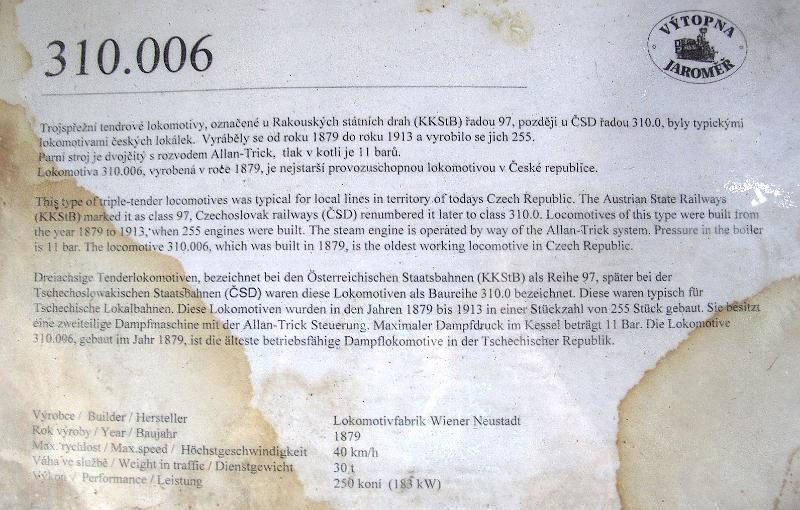 310.006
VÝTOPNA
JAROMĚŘ
Trojspřežní tendrové lokomotivy, označené u Rakouských státních drah (KKStB) řadou 97, později u ČSD řadou 310.0, byly typickými
lokomotivami českých lokálek. Vyráběly se od roku 1879 do roku 1913 a vyrobilo se jich 255.
Parní stroj je dvojčitý s rozvodem Allan-Trick, tlak v kotli je 11 barů.
Lokomotiva 310.006, vyrobená v roce 1879, je nejstarší provozuschopnou lokomotivou v České republice.
This type of triple-tender locomotives was typical for local lines in territory of todays Czech Republic. The Austrian State Railways
(KKStB) marked it as class 97, Czechoslovak railways (ČSD) renumbered it later to class 310.0. Locomotives of this type were built from
the year 1879 to 1913, when 255 engines were built. The steam engine is operated by way of the Allan-Trick system. Pressure in the boiler
is 11 bar. The locomotive 310.006, which was built in 1879, is the oldest working locomotive in Czech Republic.
Dreiachsige Tenderlokomotiven, bezeichnet bei den Österreichischen Staatsbahnen (KKStB) als Reihe 97, später bei der
Tschechoslowakischen Staatsbahnen (ČSD) waren diese Lokomotiven als Baureihe 310.0 bezeichnet. Diese waren typisch für
Tschechische Lokalbahnen. Diese Lokomotiven wurden in den Jahren 1879 bis 1913 in einer Stückzahl von 255 Stück gebaut. Sie besitzt
eine zweiteilige Dampfmaschine mit der Allan-Trick Steuerung. Maximaler Dampfdruck im Kessel beträgt 11 Bar. Die Lokomotive
310.006, gebaut im Jahr 1879, ist die älteste betriebsfähige Dampflokomotive in der Tschechischer Republik.
Výrobce / Builder / Hersteller Lokomotivfabrik Wiener Neustadt
Rok výroby / Year / Baujahr 1879
Max. rychlost / Max.speed / Höchstgeschwindigkeit 40 km/h
Váha ve službě / Weight in traffic / Dienstgewicht 30 t
Výkon / Performance / Leistung 250 koní (183 kW)